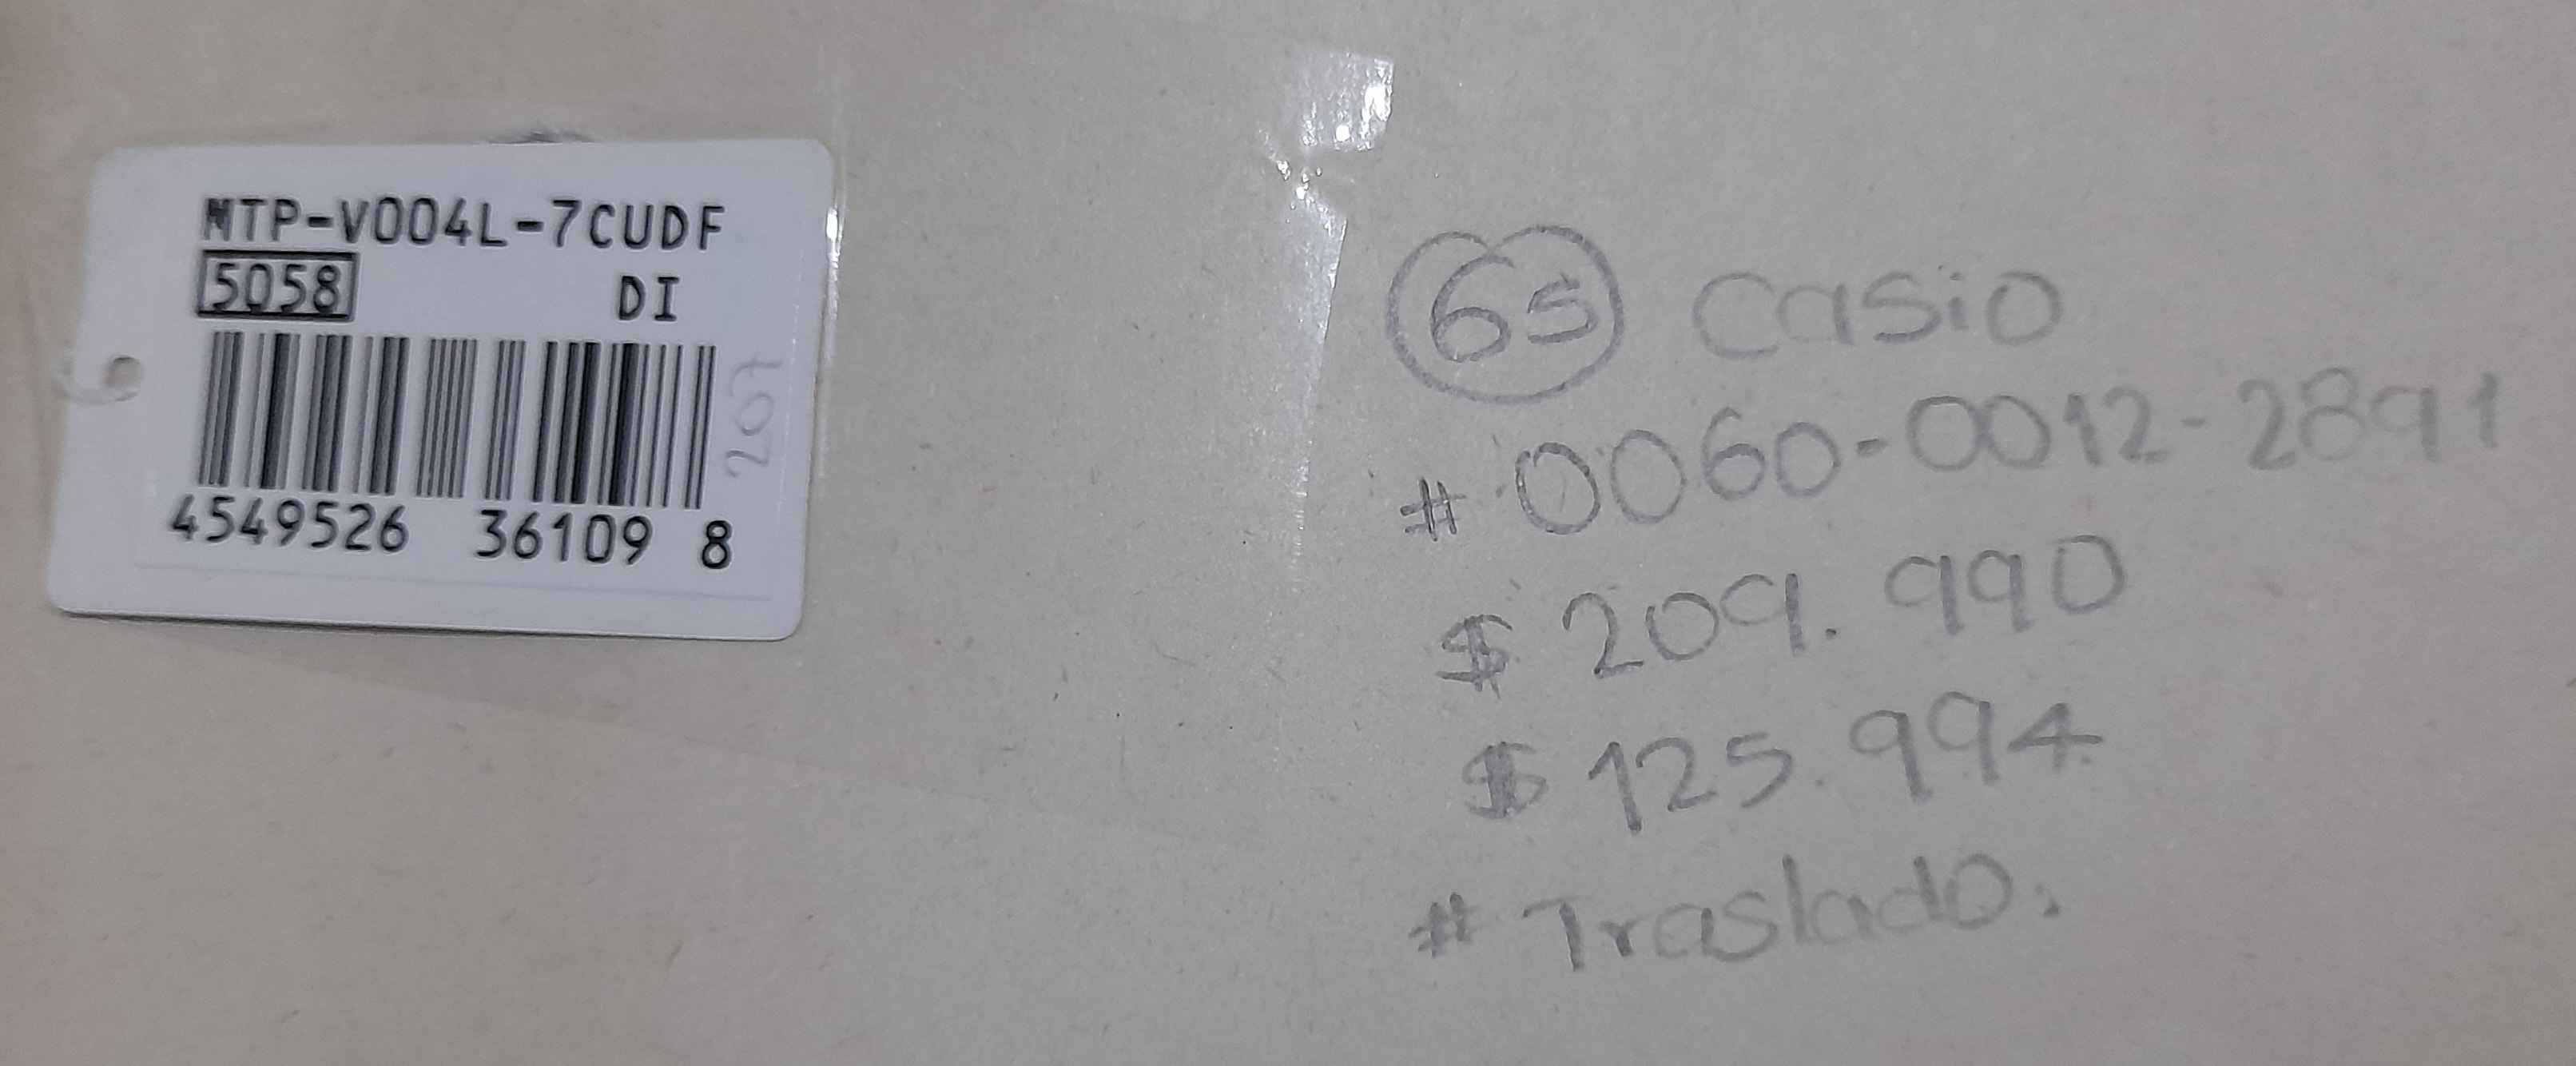 MTP-V004L-7CUDF
5058 DI
207
4549526 36109 8
65 casio
# 0060-0012-2891
$ 209.990
$ 125.994
# Traslado: